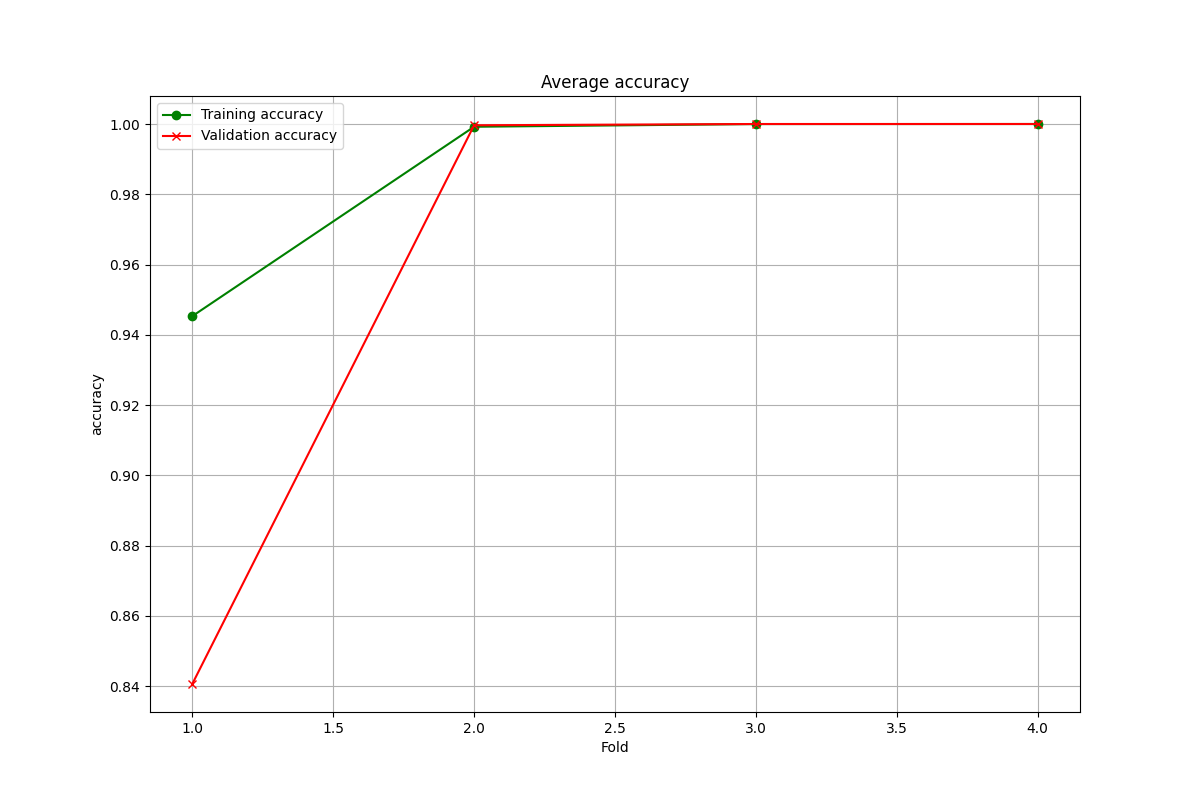 Average accuracy
Training accuracy
Validation accuracy
1.00
0.98
0.96
0.94
0.92
0.90
0.88
0.86
0.84
accuracy
1.0 1.5 2.0 2.5 3.0 3.5 4.0
Fold